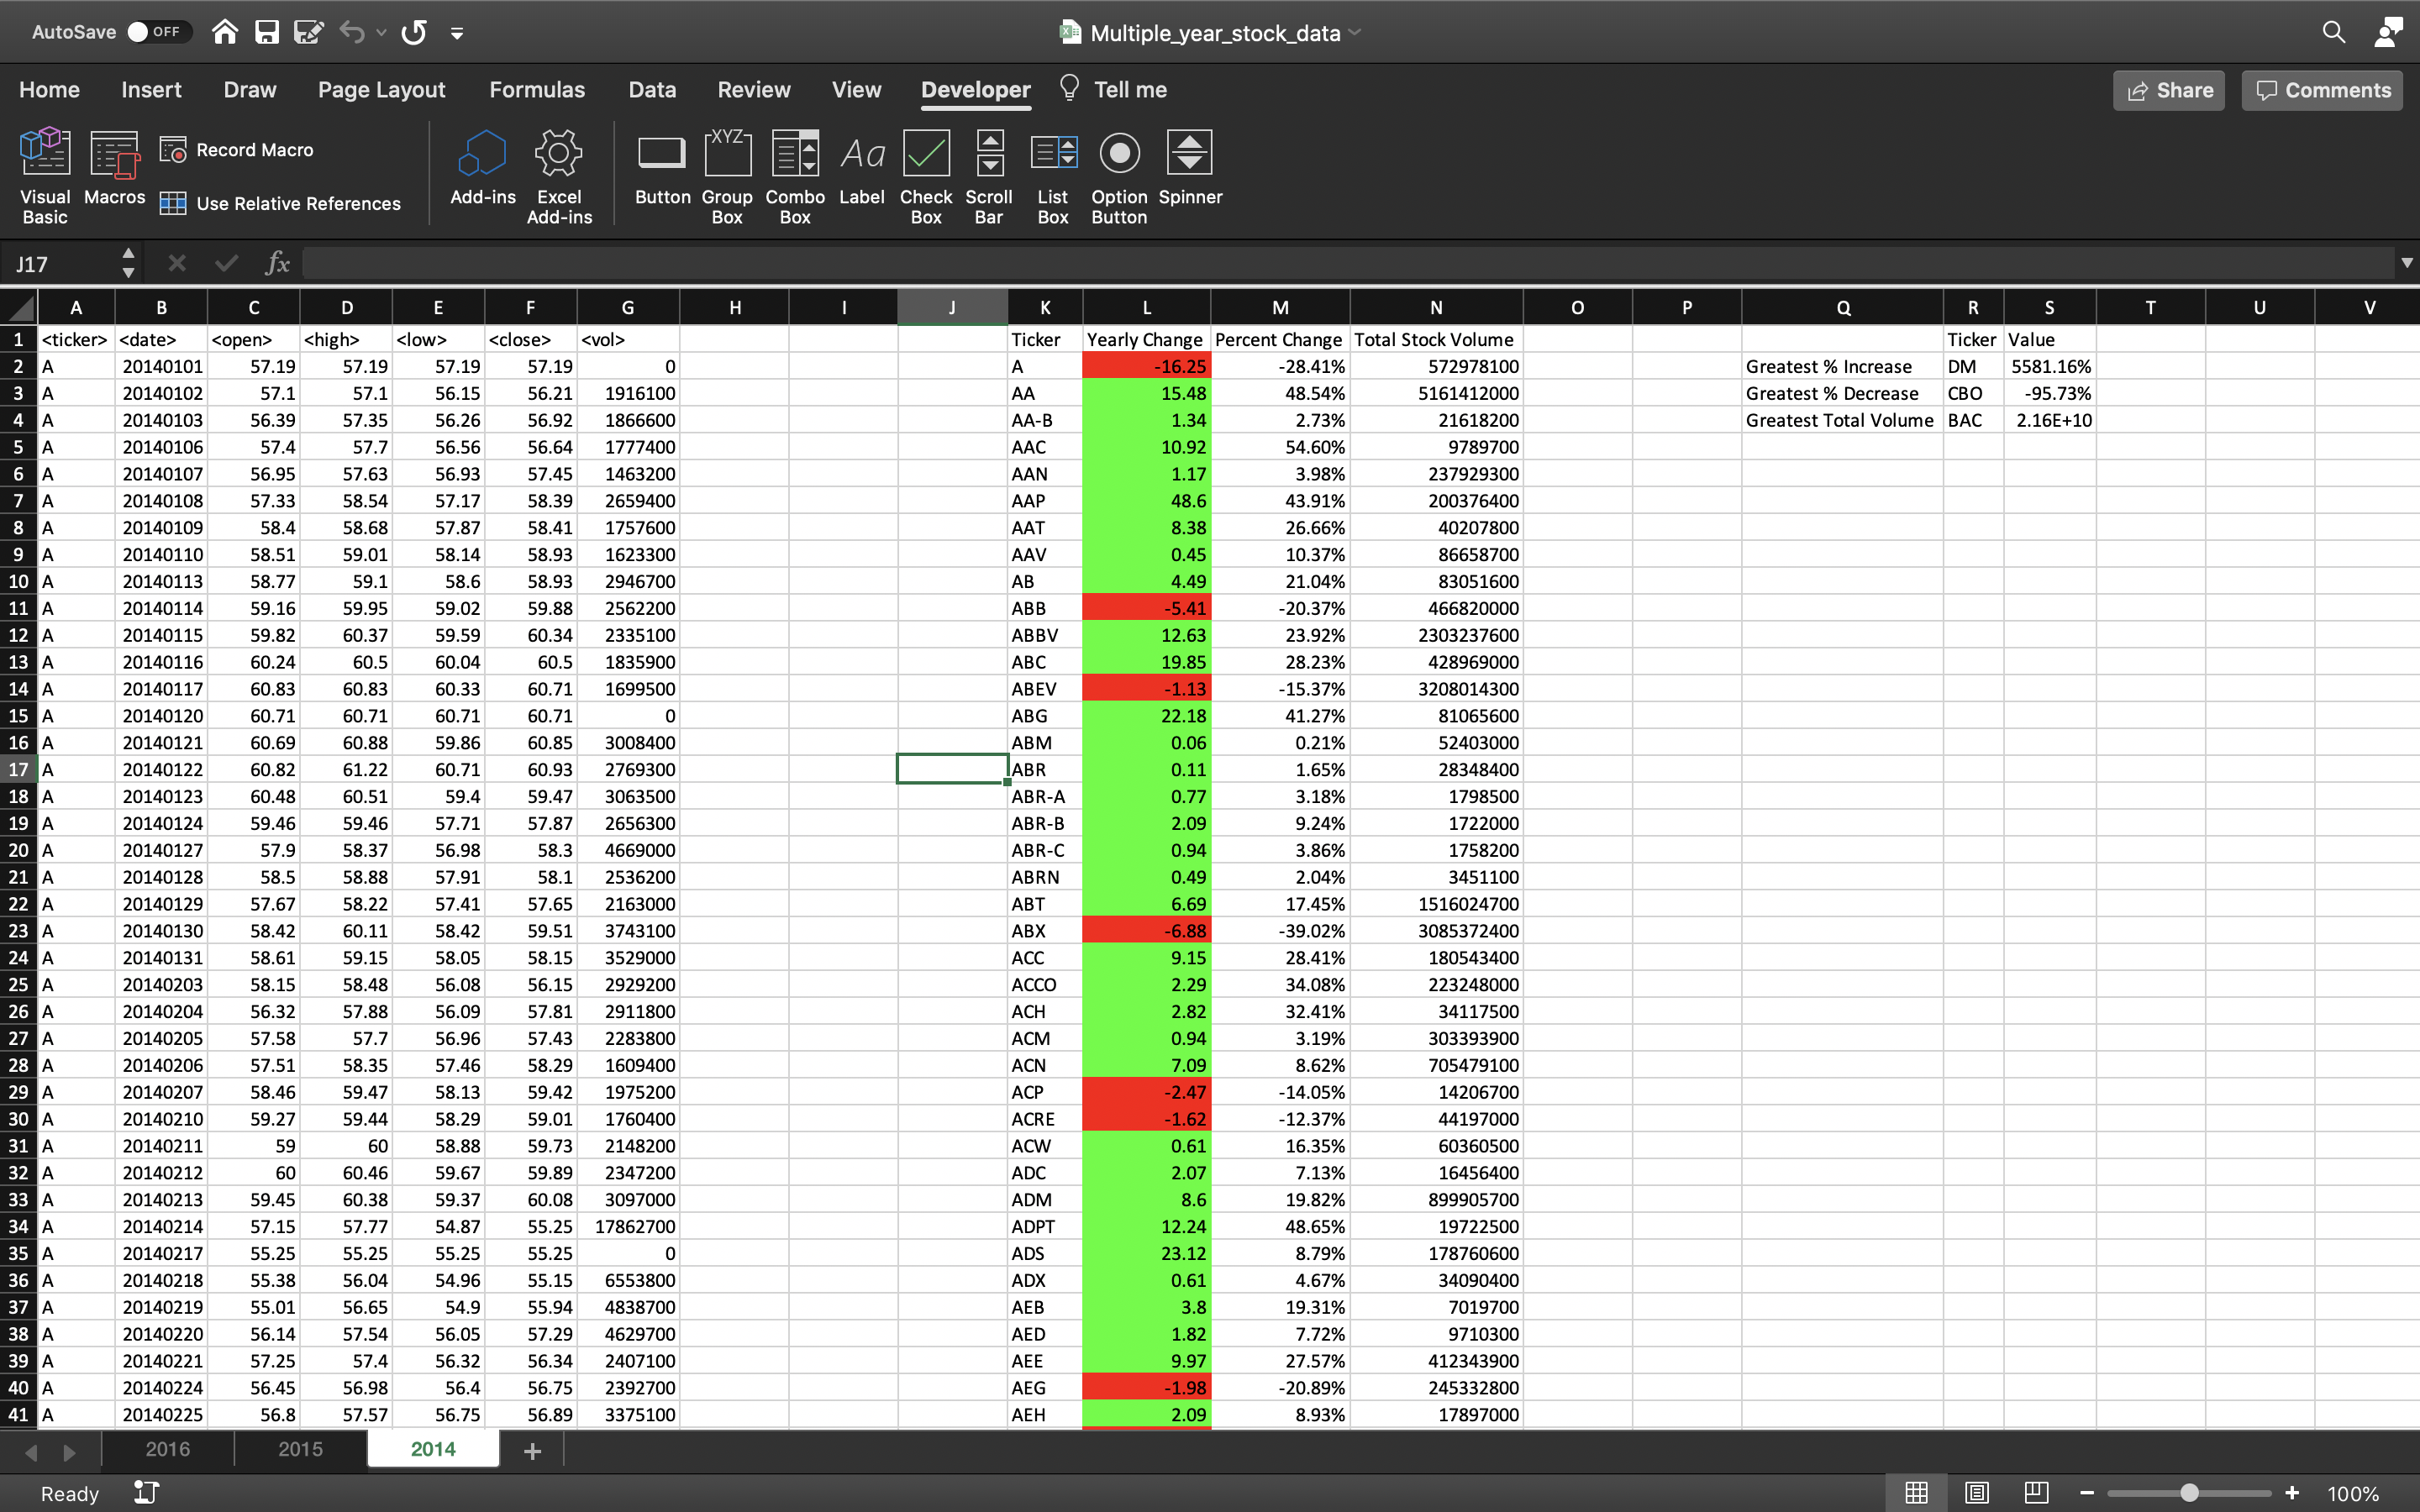 AutoSave OFF Multiple_year_stock_data
Home Insert Draw Page Layout Formulas Data Review View Developer Tell me Share Comments
Visual Basic Macros Record Macro Use Relative References Add-ins Excel Add-ins Button Group Box Combo Box Label Check Box Scroll Bar List Box Option Button Spinner
XYZ Aa
J17 fx
A B C D E F G H I J K L M N O P Q R S T U V
1 <ticker> <date> <open> <high> <low> <close> <vol> Ticker Yearly Change Percent Change Total Stock Volume Ticker Value
2 A 20140101 57.19 57.19 57.19 57.19 0 A -16.25 -28.41% 572978100 Greatest % Increase DM 5581.16%
3 A 20140102 57.1 57.1 56.15 56.21 1916100 AA 15.48 48.54% 5161412000 Greatest % Decrease CBO -95.73%
4 A 20140103 56.39 57.35 56.26 56.92 1866600 AA-B 1.34 2.73% 21618200 Greatest Total Volume BAC 2.16E+10
5 A 20140106 57.4 57.7 56.56 56.64 1777400 AAC 10.92 54.60% 9789700
6 A 20140107 56.95 57.63 56.93 57.45 1463200 AAN 1.17 3.98% 237929300
7 A 20140108 57.33 58.54 57.17 58.39 2659400 AAP 48.6 43.91% 200376400
8 A 20140109 58.4 58.68 57.87 58.41 1757600 AAT 8.38 26.66% 40207800
9 A 20140110 58.51 59.01 58.14 58.93 1623300 AAV 0.45 10.37% 86658700
10 A 20140113 58.77 59.1 58.6 58.93 2946700 AB 4.49 21.04% 83051600
11 A 20140114 59.16 59.95 59.02 59.88 2562200 ABB -5.41 -20.37% 466820000
12 A 20140115 59.82 60.37 59.59 60.34 2335100 ABBV 12.63 23.92% 2303237600
13 A 20140116 60.24 60.5 60.04 60.5 1835900 ABC 19.85 28.23% 428969000
14 A 20140117 60.83 60.83 60.33 60.71 1699500 ABEV -1.13 -15.37% 3208014300
15 A 20140120 60.71 60.71 60.71 60.71 0 ABG 22.18 41.27% 81065600
16 A 20140121 60.69 60.88 59.86 60.85 3008400 ABM 0.06 0.21% 52403000
17 A 20140122 60.82 61.22 60.71 60.93 2769300 ABR 0.11 1.65% 28348400
18 A 20140123 60.48 60.51 59.4 59.47 3063500 ABR-A 0.77 3.18% 1798500
19 A 20140124 59.46 59.46 57.71 57.87 2656300 ABR-B 2.09 9.24% 1722000
20 A 20140127 57.9 58.37 56.98 58.3 4669000 ABR-C 0.94 3.86% 1758200
21 A 20140128 58.5 58.88 57.91 58.1 2536200 ABRN 0.49 2.04% 3451100
22 A 20140129 57.67 58.22 57.41 57.65 2163000 ABT 6.69 17.45% 1516024700
23 A 20140130 58.42 60.11 58.42 59.51 3743100 ABX -6.88 -39.02% 3085372400
24 A 20140131 58.61 59.15 58.05 58.15 3529000 ACC 9.15 28.41% 180543400
25 A 20140203 58.15 58.48 56.08 56.15 2929200 ACCO 2.29 34.08% 223248000
26 A 20140204 56.32 57.88 56.09 57.81 2911800 ACH 2.82 32.41% 34117500
27 A 20140205 57.58 57.7 56.96 57.43 2283800 ACM 0.94 3.19% 303393900
28 A 20140206 57.51 58.35 57.46 58.29 1609400 ACN 7.09 8.62% 705479100
29 A 20140207 58.46 59.47 58.13 59.42 1975200 ACP -2.47 -14.05% 14206700
30 A 20140210 59.27 59.44 58.29 59.01 1760400 ACRE -1.62 -12.37% 44197000
31 A 20140211 59 60 58.88 59.73 2148200 ACW 0.61 16.35% 60360500
32 A 20140212 60 60.46 59.67 59.89 2347200 ADC 2.07 7.13% 16456400
33 A 20140213 59.45 60.38 59.37 60.08 3097000 ADM 8.6 19.82% 899905700
34 A 20140214 57.15 57.77 54.87 55.25 17862700 ADPT 12.24 48.65% 19722500
35 A 20140217 55.25 55.25 55.25 55.25 0 ADS 23.12 8.79% 178760600
36 A 20140218 55.38 56.04 54.96 55.15 6553800 ADX 0.61 4.67% 34090400
37 A 20140219 55.01 56.65 54.9 55.94 4838700 AEB 3.8 19.31% 7019700
38 A 20140220 56.14 57.54 56.05 57.29 4629700 AED 1.82 7.72% 9710300
39 A 20140221 57.25 57.4 56.32 56.34 2407100 AEE 9.97 27.57% 412343900
40 A 20140224 56.45 56.98 56.4 56.75 2392700 AEG -1.98 -20.89% 245332800
41 A 20140225 56.8 57.57 56.75 56.89 3375100 AEH 2.09 8.93% 17897000
2016 2015 2014
Ready 100%